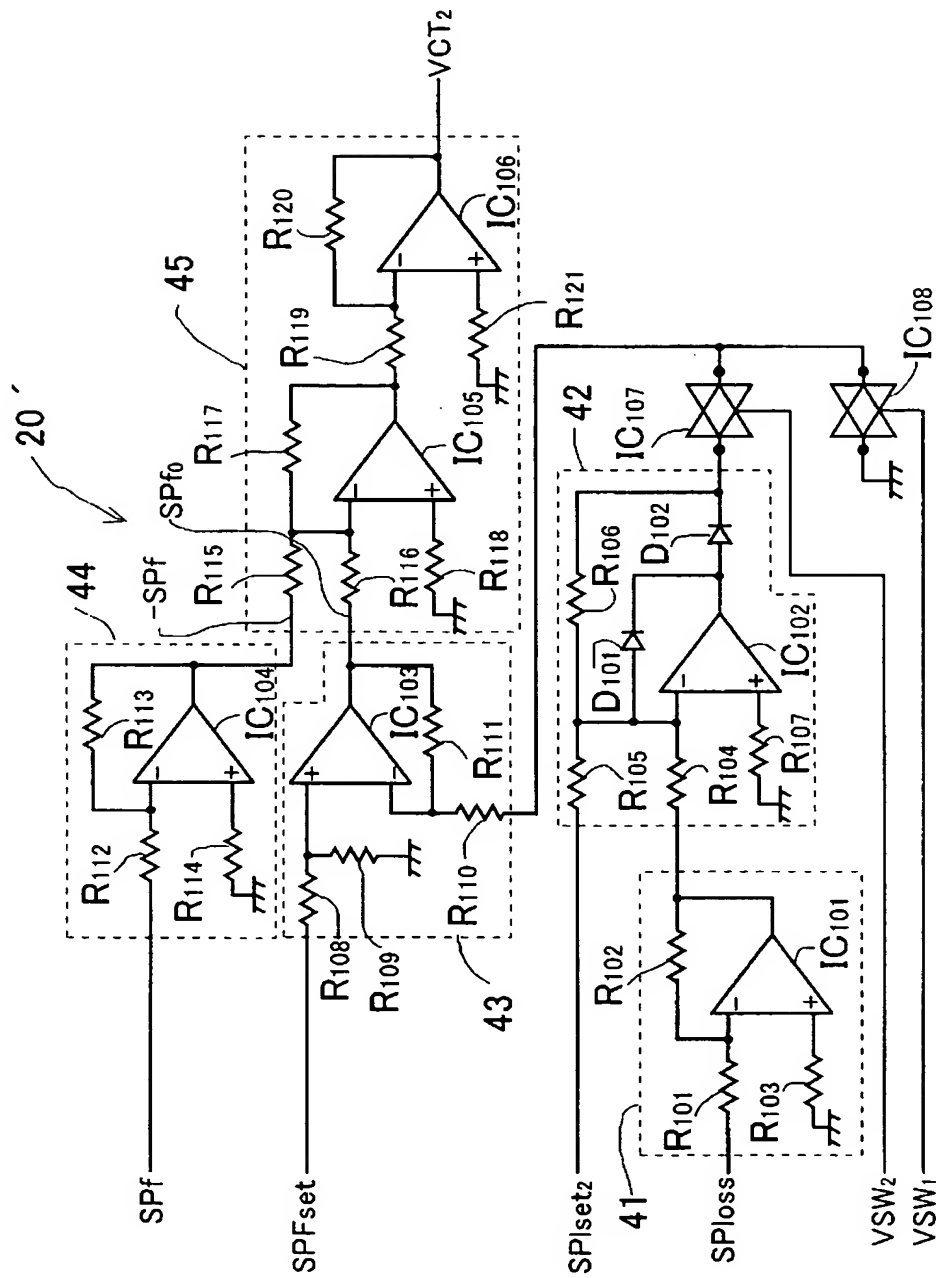 20´
44
-SPf
SPf0
45
R115
R117
R120
VCT2
R113
IC104
R112
R114
SPf
R116
R118
IC105
R119
IC106
R121
IC103
R111
R110
R108
R109
43
SPFset
42
R106
D101
D102
IC107
IC108
R105
R104
R107
IC102
SPlset2
R102
IC101
R101
R103
41
SPloss
VSW2
VSW1